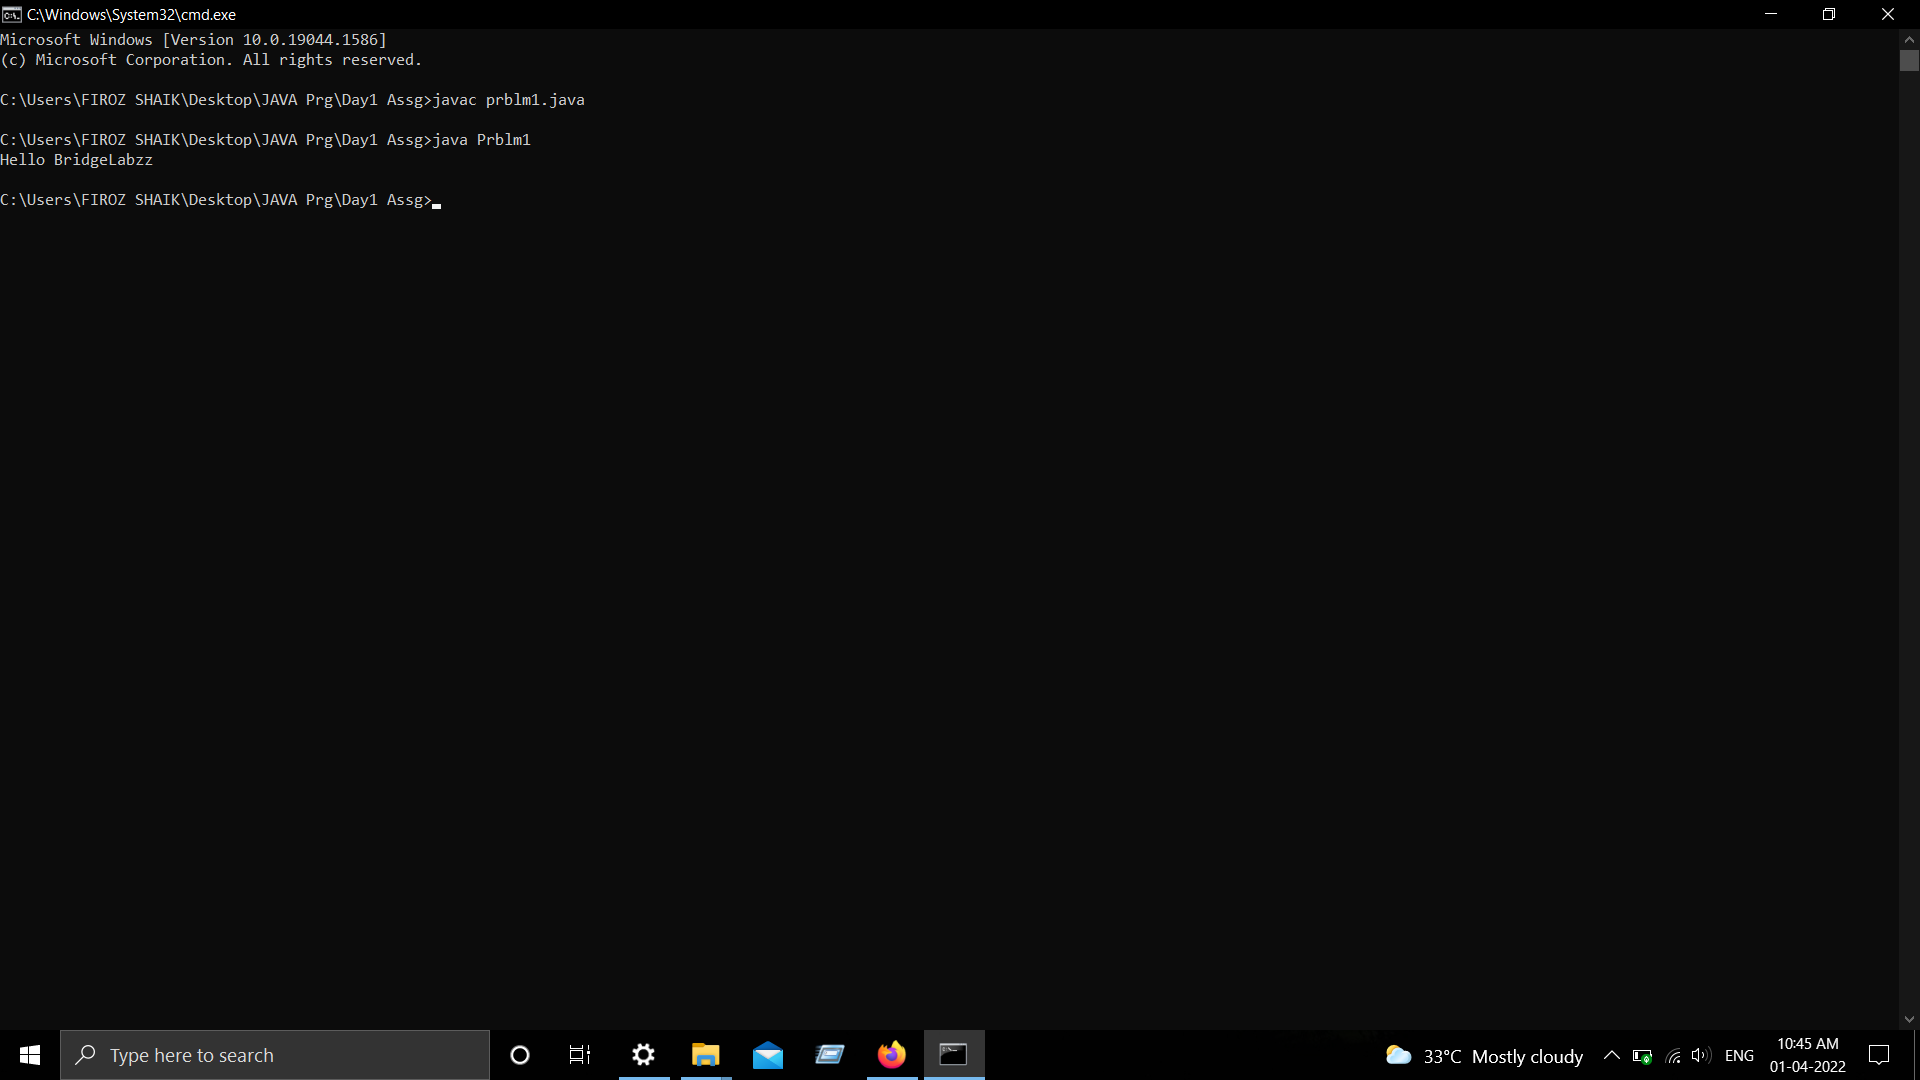 C:\Windows\System32\cmd.exe
Microsoft Windows [Version 10.0.19044.1586]
(c) Microsoft Corporation. All rights reserved.
C:\Users\FIROZ SHAIK\Desktop\JAVA Prg\Day1 Assg>javac prblm1.java
C:\Users\FIROZ SHAIK\Desktop\JAVA Prg\Day1 Assg>java Prblm1
Hello BridgeLabzz
C:\Users\FIROZ SHAIK\Desktop\JAVA Prg\Day1 Assg>
Type here to search
33°C Mostly cloudy
ENG
10:45 AM
01-04-2022